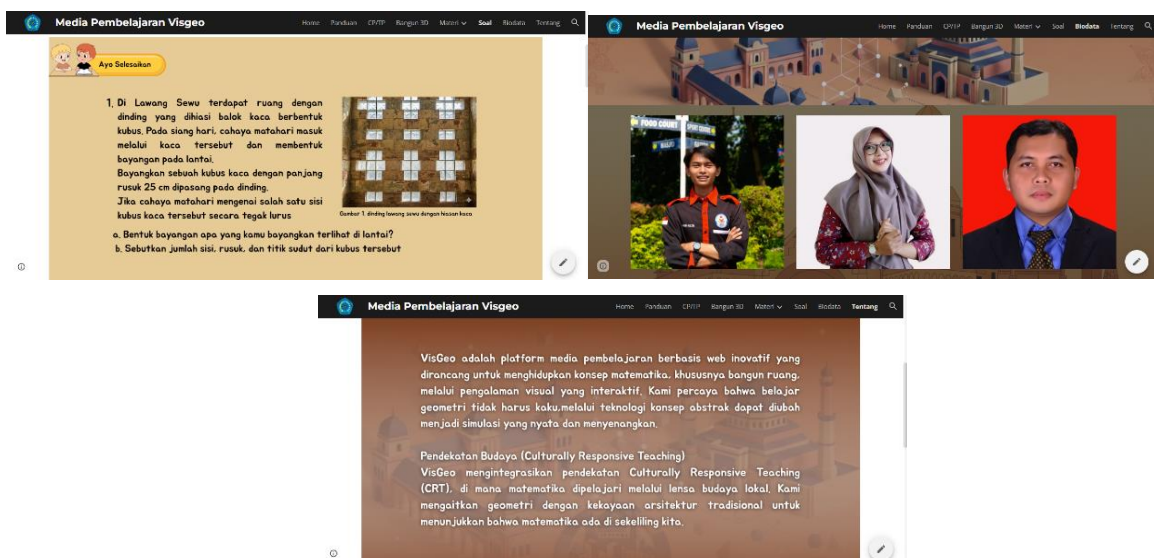 Media Pembelajaran Visgeo
Home Panduan CP/TP Bangun 3D Materi Soal Biodata Tentang
Ayo Selesaikan
1. Di Lawang Sewu terdapat ruang dengan
dinding yang dihiasi balok kaca berbentuk
kubus. Pada siang hari, cahaya matahari masuk
melalui kaca tersebut dan membentuk
bayangan pada lantai.
Bayangkan sebuah kubus kaca dengan panjang
rusuk 25 cm dipasang pada dinding.
Jika cahaya matahari mengenai salah satu sisi
kubus kaca tersebut secara tegak lurus
Gambar 1. dinding lawang sewu dengan hiasan kaca
a. Bentuk bayangan apa yang kamu bayangkan terlihat di lantai?
b. Sebutkan jumlah sisi, rusuk, dan titik sudut dari kubus tersebut
Media Pembelajaran Visgeo
Home Panduan CP/TP Bangun 3D Materi Soal Biodata Tentang
FOOD COURT
SPORT CENTRE
Media Pembelajaran Visgeo
Home Panduan CP/TP Bangun 3D Materi Soal Biodata Tentang
VisGeo adalah platform media pembelajaran berbasis web inovatif yang
dirancang untuk menghidupkan konsep matematika, khususnya bangun ruang,
melalui pengalaman visual yang interaktif. Kami percaya bahwa belajar
geometri tidak harus kaku,melalui teknologi konsep abstrak dapat diubah
menjadi simulasi yang nyata dan menyenangkan.
Pendekatan Budaya (Culturally Responsive Teaching)
VisGeo mengintegrasikan pendekatan Culturally Responsive Teaching
(CRT), di mana matematika dipelajari melalui lensa budaya lokal. Kami
mengaitkan geometri dengan kekayaan arsitektur tradisional untuk
menunjukkan bahwa matematika ada di sekeliling kita.